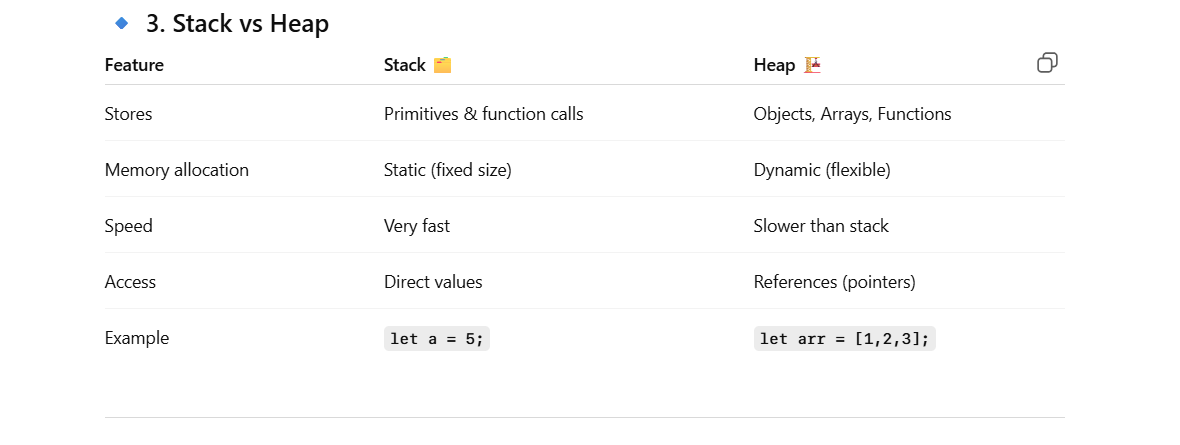 3. Stack vs Heap
Feature Stack Heap
Stores Primitives & function calls Objects, Arrays, Functions
Memory allocation Static (fixed size) Dynamic (flexible)
Speed Very fast Slower than stack
Access Direct values References (pointers)
Example let a = 5; let arr = [1,2,3];